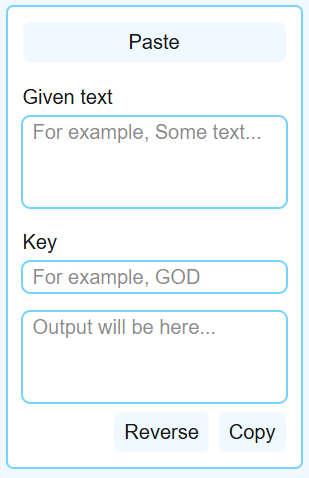 Paste
Given text
For example, Some text...
Key
For example, GOD
Output will be here...
Reverse Copy